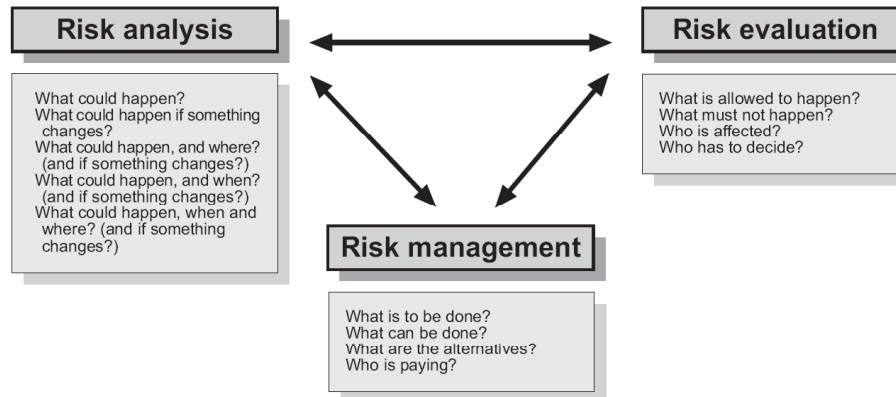 Risk analysis
What could happen?
What could happen if something
changes?
What could happen, and where?
(and if something changes?)
What could happen, and when?
(and if something changes?)
What could happen, when and
where? (and if something
changes?)
Risk evaluation
What is allowed to happen?
What must not happen?
Who is affected?
Who has to decide?
Risk management
What is to be done?
What can be done?
What are the alternatives?
Who is paying?